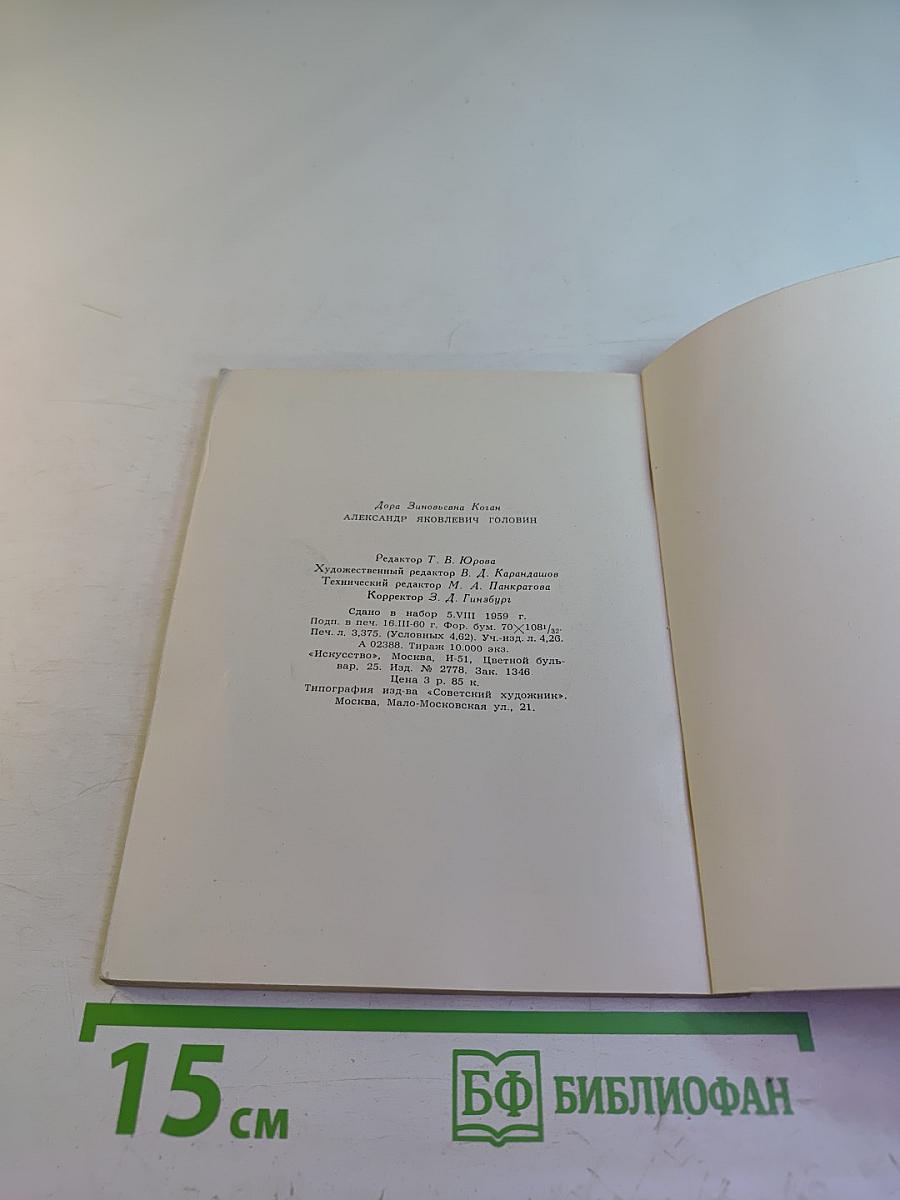 Дора Зиновьевна Коган
АЛЕКСАНДР ЯКОВЛЕВИЧ ГОЛОВИН
Редактор Т. В. Юрова
Художественный редактор В. Д. Карандашов
Технический редактор М. А. Панкратова
Корректор З. Д. Гинзбург
Сдано в набор 5.VIII 1959 г.
Подп. в печ. 16.III-60 г. Фор. бум. 70×108¹/₃₂.
Печ. л. 3,375. (Условных 4,62). Уч.-изд. л. 4,26.
А 02388. Тираж 10.000 экз.
«Искусство», Москва, И-51, Цветной буль-
вар, 25. Изд. № 2778. Зак. 1346.
Цена 3 р. 85 к.
Типография изд-ва «Советский художник».
Москва, Мало-Московская ул., 21.
15 см
БФ БИБЛИОФАН